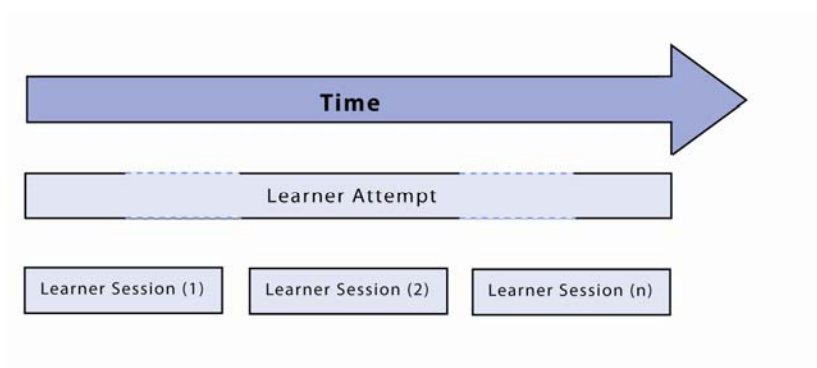 Time
Learner Attempt
Learner Session (1)
Learner Session (2)
Learner Session (n)